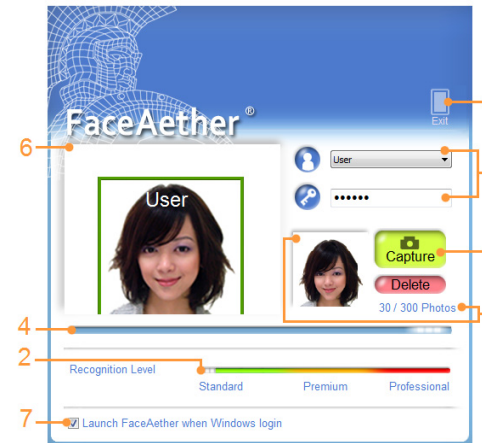 FaceAether®
Exit
6
User
User
••••••
Capture
Delete
30 / 300 Photos
4
2
Recognition Level
Standard Premium Professional
7
Launch FaceAether when Windows login